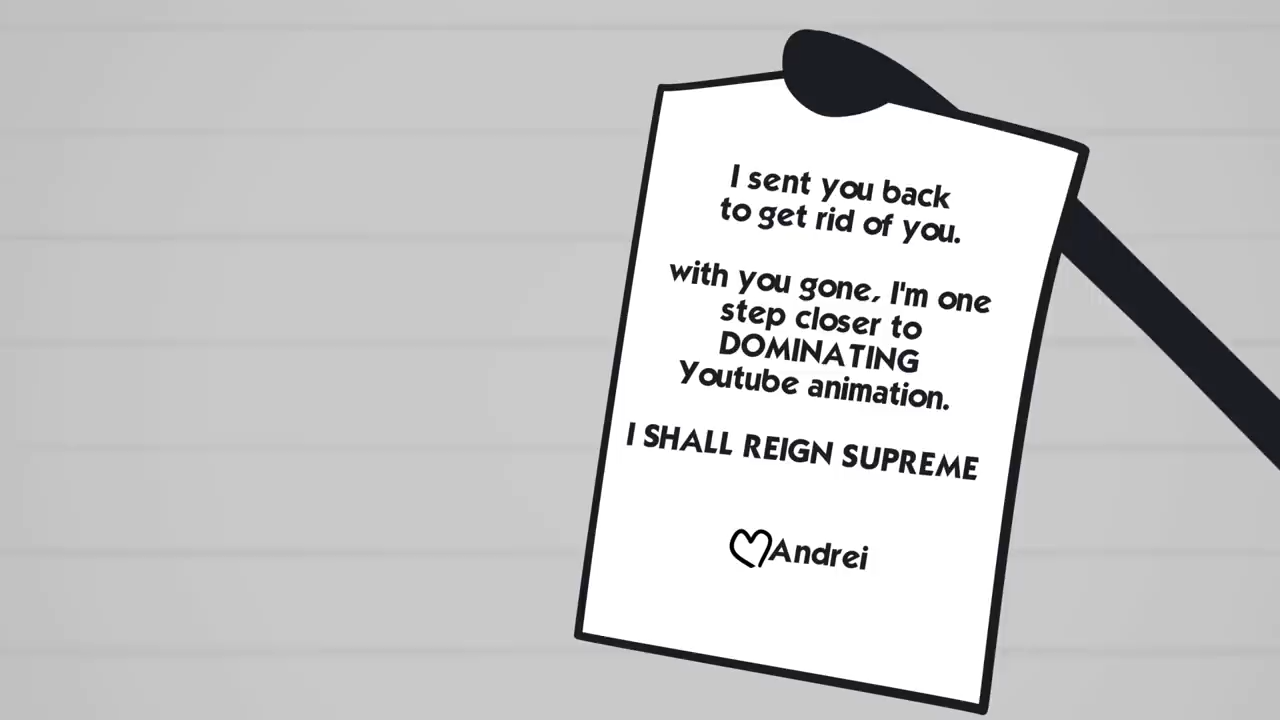 I sent you back
to get rid of you.
with you gone, I'm one
step closer to
DOMINATING
Youtube animation.
I SHALL REIGN SUPREME
♡Andrei